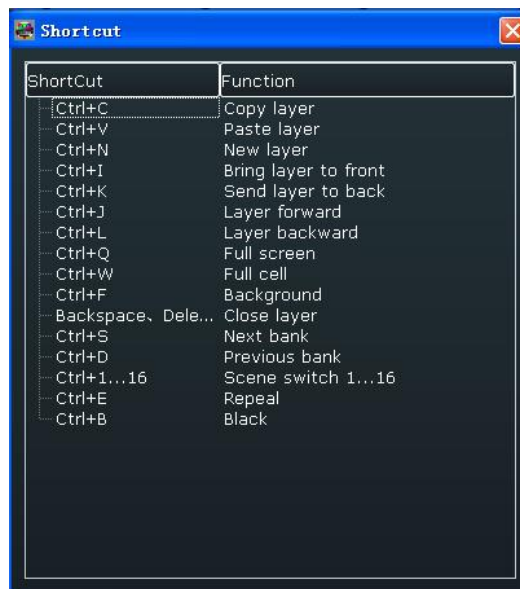 Shortcut
ShortCut Function
Ctrl+C Copy layer
Ctrl+V Paste layer
Ctrl+N New layer
Ctrl+I Bring layer to front
Ctrl+K Send layer to back
Ctrl+J Layer forward
Ctrl+L Layer backward
Ctrl+Q Full screen
Ctrl+W Full cell
Ctrl+F Background
Backspace、Dele... Close layer
Ctrl+S Next bank
Ctrl+D Previous bank
Ctrl+1...16 Scene switch 1...16
Ctrl+E Repeal
Ctrl+B Black